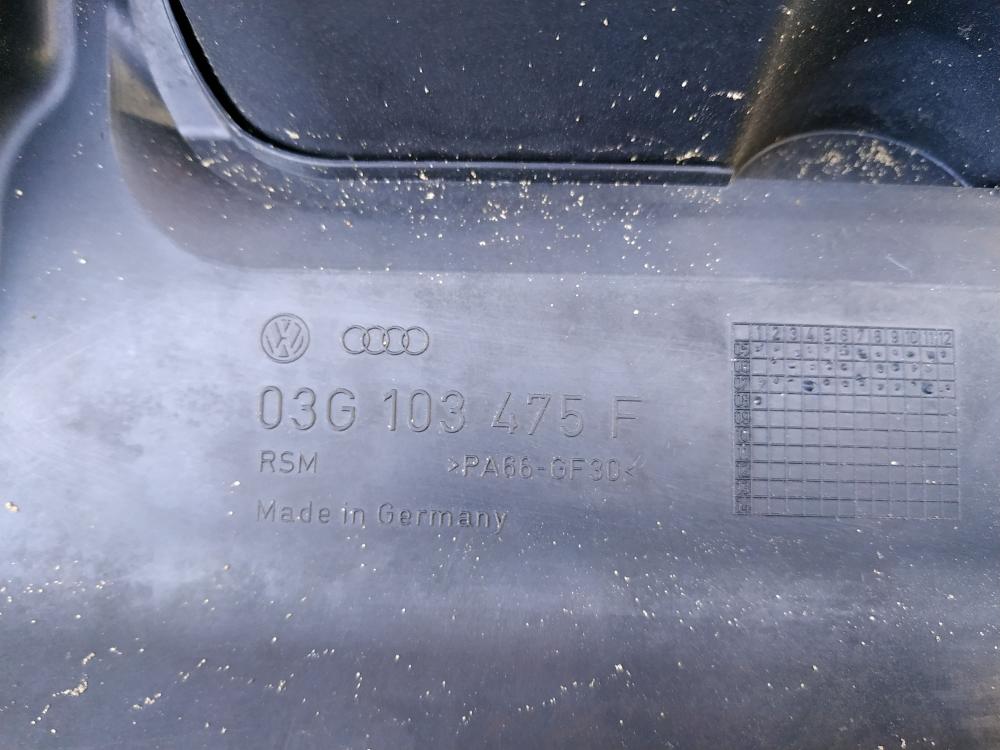 03G 103 475 F
RSM >PA66-GF30<
Made in Germany
1 2 3 4 5 6 7 8 9 10 11 12
05